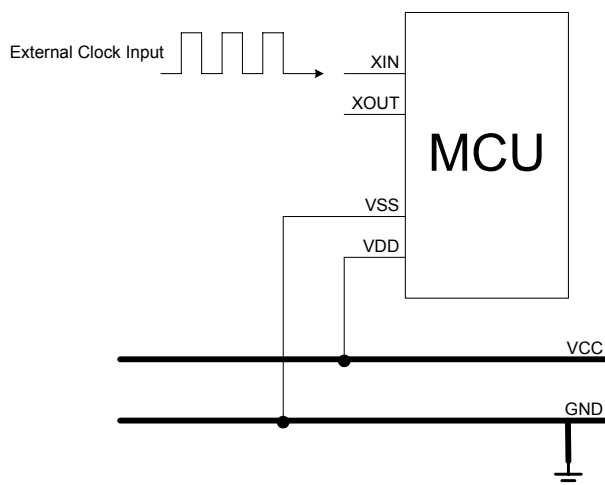 External Clock Input
XIN
XOUT
MCU
VSS
VDD
VCC
GND